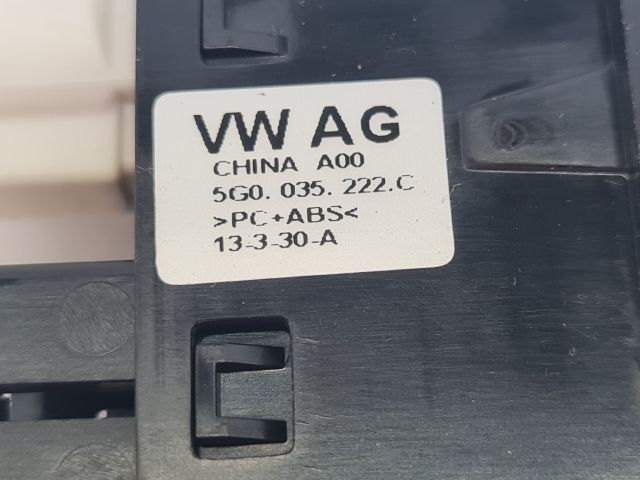 VW AG
CHINA A00
5G0. 035. 222.C
>PC+ABS<
13-3-30-A